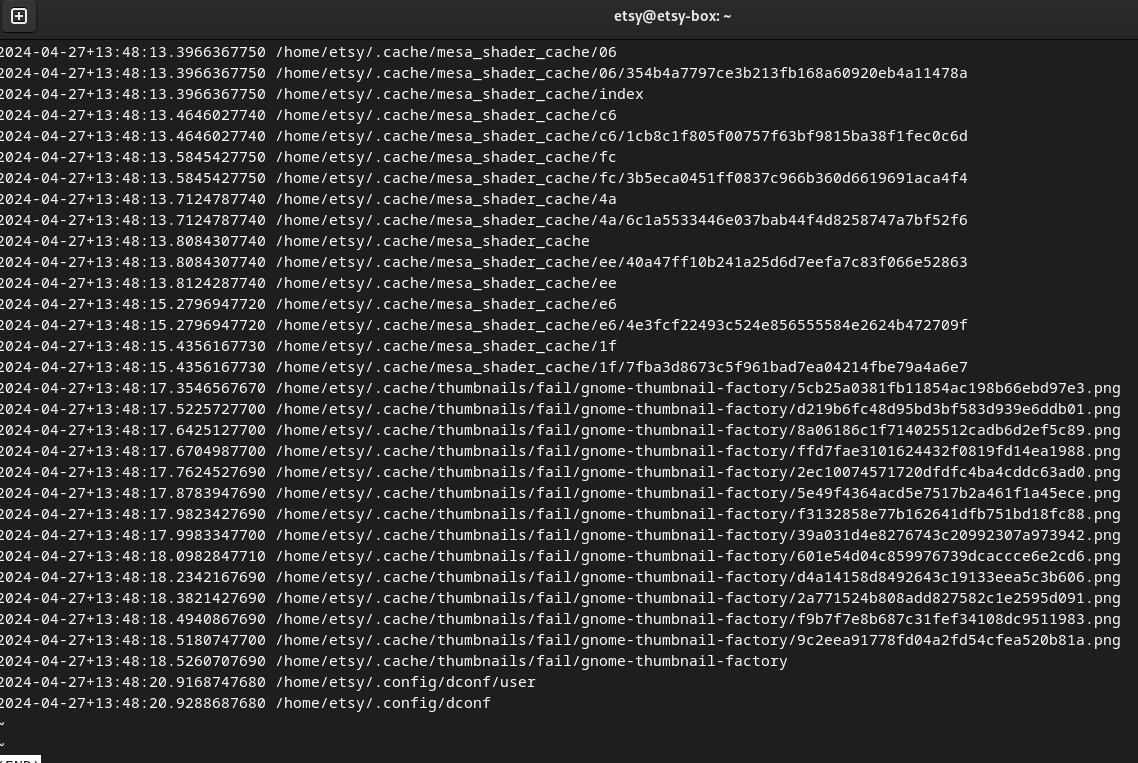 etsy@etsy-box: ~
2024-04-27+13:48:13.3966367750 /home/etsy/.cache/mesa_shader_cache/06
2024-04-27+13:48:13.3966367750 /home/etsy/.cache/mesa_shader_cache/06/354b4a7797ce3b213fb168a60920eb4a11478a
2024-04-27+13:48:13.3966367750 /home/etsy/.cache/mesa_shader_cache/index
2024-04-27+13:48:13.4646027740 /home/etsy/.cache/mesa_shader_cache/c6
2024-04-27+13:48:13.4646027740 /home/etsy/.cache/mesa_shader_cache/c6/1cb8c1f805f00757f63bf9815ba38f1fec0c6d
2024-04-27+13:48:13.5845427750 /home/etsy/.cache/mesa_shader_cache/fc
2024-04-27+13:48:13.5845427750 /home/etsy/.cache/mesa_shader_cache/fc/3b5eca0451ff0837c966b360d6619691aca4f4
2024-04-27+13:48:13.7124787740 /home/etsy/.cache/mesa_shader_cache/4a
2024-04-27+13:48:13.7124787740 /home/etsy/.cache/mesa_shader_cache/4a/6c1a5533446e037bab44f4d8258747a7bf52f6
2024-04-27+13:48:13.8084307740 /home/etsy/.cache/mesa_shader_cache
2024-04-27+13:48:13.8084307740 /home/etsy/.cache/mesa_shader_cache/ee/40a47ff10b241a25d6d7eefa7c83f066e52863
2024-04-27+13:48:13.8124287740 /home/etsy/.cache/mesa_shader_cache/ee
2024-04-27+13:48:15.2796947720 /home/etsy/.cache/mesa_shader_cache/e6
2024-04-27+13:48:15.2796947720 /home/etsy/.cache/mesa_shader_cache/e6/4e3fcf22493c524e856555584e2624b472709f
2024-04-27+13:48:15.4356167730 /home/etsy/.cache/mesa_shader_cache/1f
2024-04-27+13:48:15.4356167730 /home/etsy/.cache/mesa_shader_cache/1f/7fba3d8673c5f961bad7ea04214fbe79a4a6e7
2024-04-27+13:48:17.3546567670 /home/etsy/.cache/thumbnails/fail/gnome-thumbnail-factory/5cb25a0381fb11854ac198b66ebd97e3.png
2024-04-27+13:48:17.5225727700 /home/etsy/.cache/thumbnails/fail/gnome-thumbnail-factory/d219b6fc48d95bd3bf583d939e6ddb01.png
2024-04-27+13:48:17.6425127700 /home/etsy/.cache/thumbnails/fail/gnome-thumbnail-factory/8a06186c1f714025512cadb6d2ef5c89.png
2024-04-27+13:48:17.6704987700 /home/etsy/.cache/thumbnails/fail/gnome-thumbnail-factory/ffd7fae3101624432f0819fd14ea1988.png
2024-04-27+13:48:17.7624527690 /home/etsy/.cache/thumbnails/fail/gnome-thumbnail-factory/2ec10074571720dfdfc4ba4cddc63ad0.png
2024-04-27+13:48:17.8783947690 /home/etsy/.cache/thumbnails/fail/gnome-thumbnail-factory/5e49f4364acd5e7517b2a461f1a45ece.png
2024-04-27+13:48:17.9823427690 /home/etsy/.cache/thumbnails/fail/gnome-thumbnail-factory/f3132858e77b162641dfb751bd18fc88.png
2024-04-27+13:48:17.9983347700 /home/etsy/.cache/thumbnails/fail/gnome-thumbnail-factory/39a031d4e8276743c20992307a973942.png
2024-04-27+13:48:18.0982847710 /home/etsy/.cache/thumbnails/fail/gnome-thumbnail-factory/601e54d04c859976739dcaccce6e2cd6.png
2024-04-27+13:48:18.2342167690 /home/etsy/.cache/thumbnails/fail/gnome-thumbnail-factory/d4a14158d8492643c19133eea5c3b606.png
2024-04-27+13:48:18.3821427690 /home/etsy/.cache/thumbnails/fail/gnome-thumbnail-factory/2a771524b808add827582c1e2595d091.png
2024-04-27+13:48:18.4940867690 /home/etsy/.cache/thumbnails/fail/gnome-thumbnail-factory/f9b7f7e8b687c31fef34108dc9511983.png
2024-04-27+13:48:18.5180747700 /home/etsy/.cache/thumbnails/fail/gnome-thumbnail-factory/9c2eea91778fd04a2fd54cfea520b81a.png
2024-04-27+13:48:18.5260707690 /home/etsy/.cache/thumbnails/fail/gnome-thumbnail-factory
2024-04-27+13:48:20.9168747680 /home/etsy/.config/dconf/user
2024-04-27+13:48:20.9288687680 /home/etsy/.config/dconf
~
~
(END)